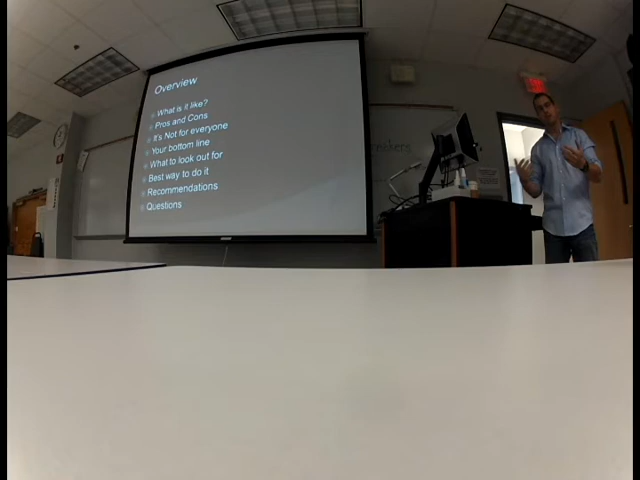 Overview
What is it like?
Pros and Cons
It's Not for everyone
Your bottom line
What to look out for
Best way to do it
Recommendations
Questions
EXIT